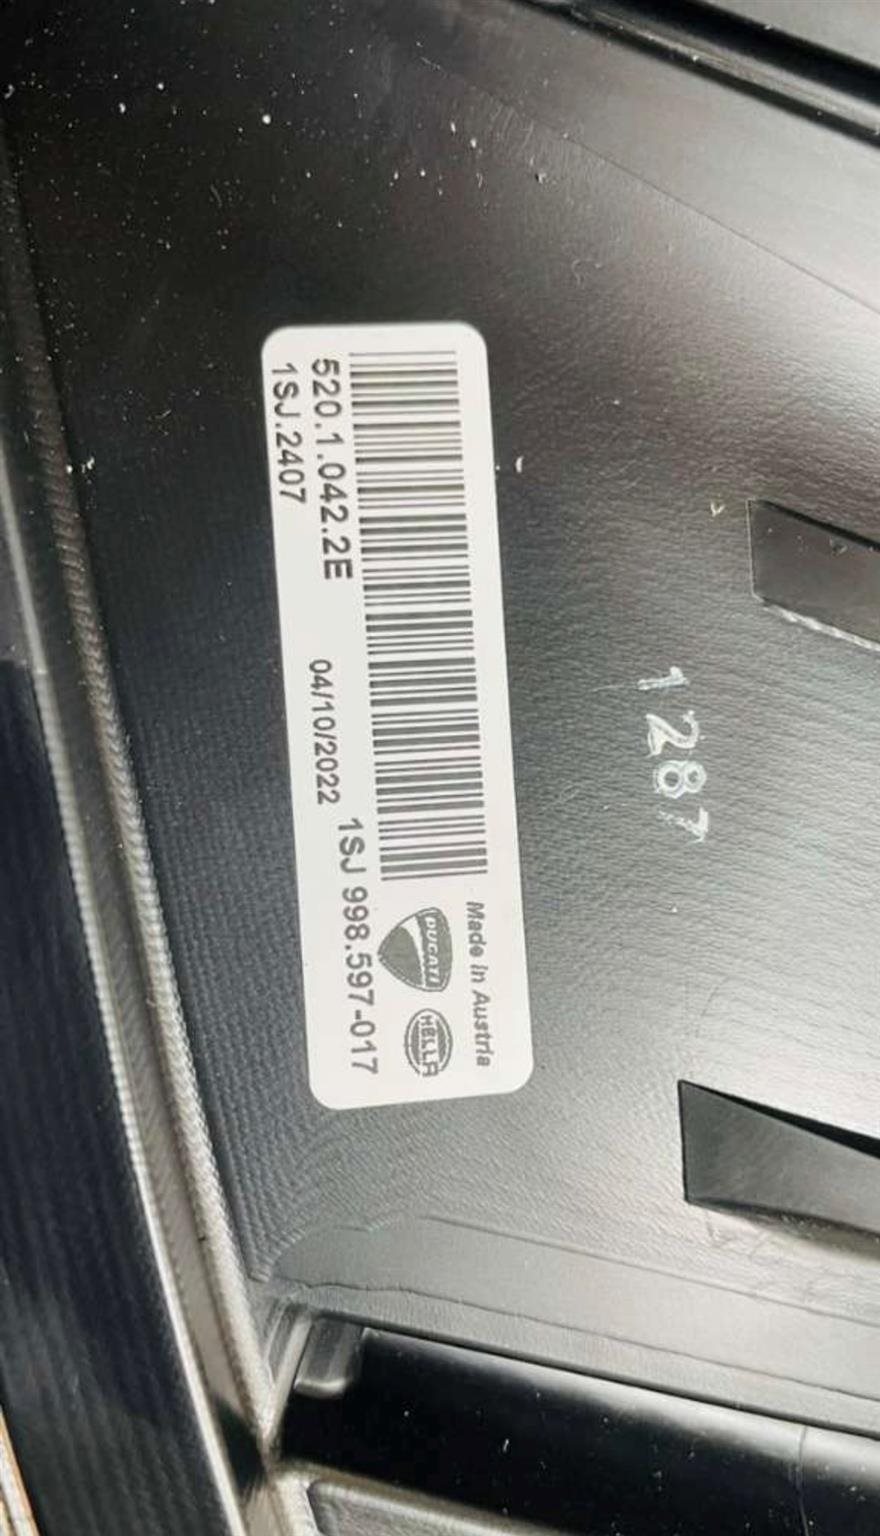 Made in Austria
DUCATI
HELLA
520.1.042.2E
1SJ.2407
04/10/2022
1SJ 998.597-017
1287